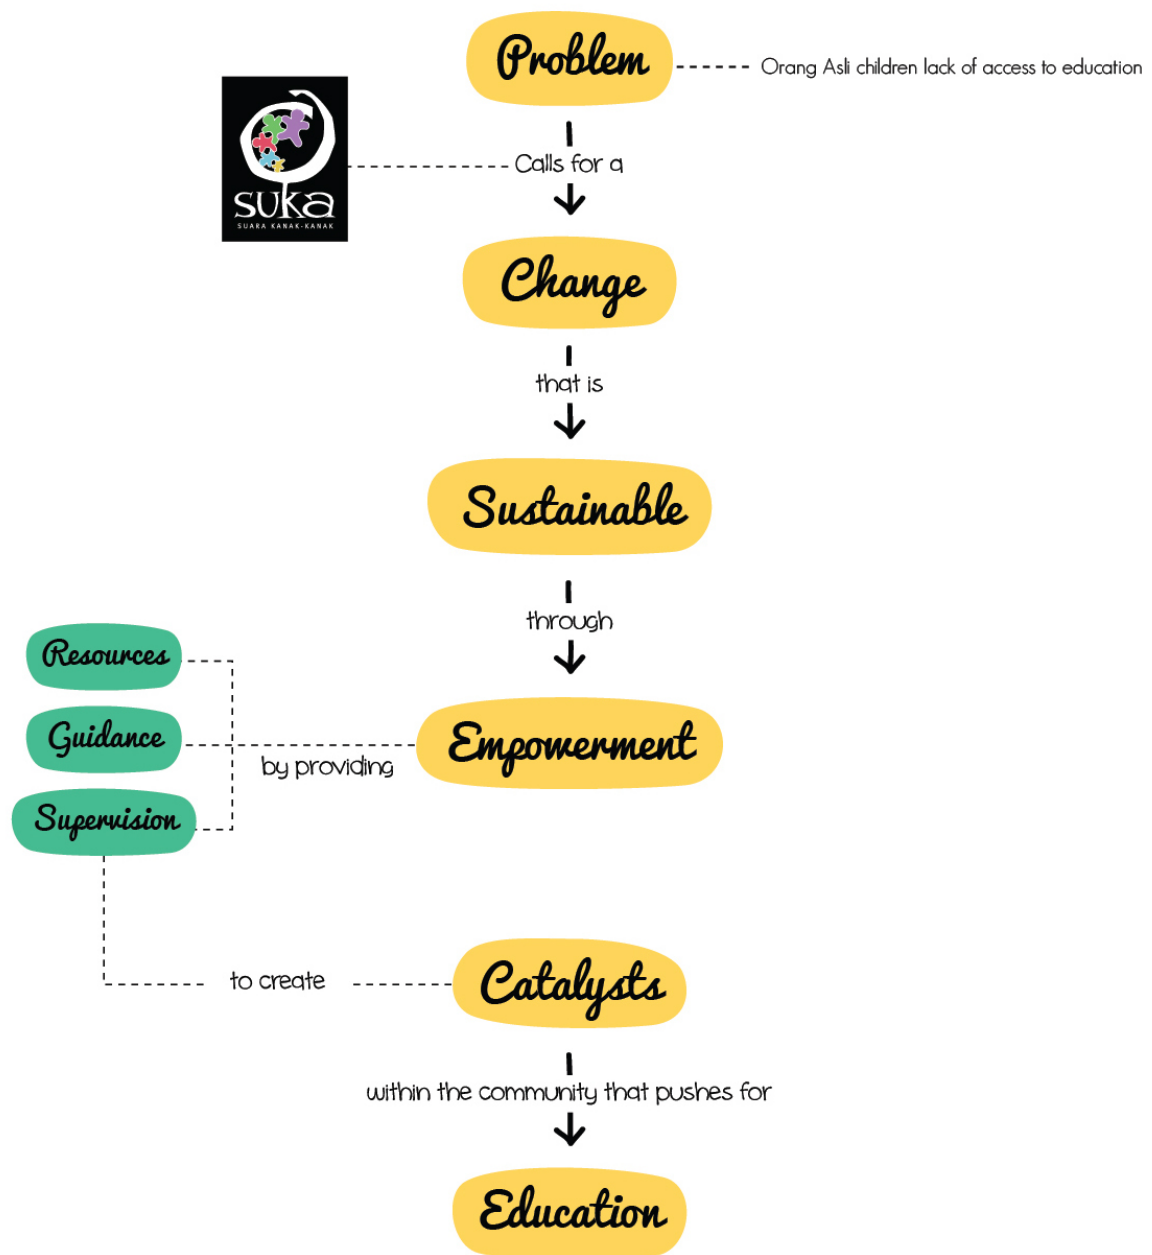 Problem
Orang Asli children lack of access to education
suka
SUARA KANAK-KANAK
Calls for a
Change
that is
Sustainable
through
Resources
Guidance
Supervision
by providing
Empowerment
to create
Catalysts
within the community that pushes for
Education